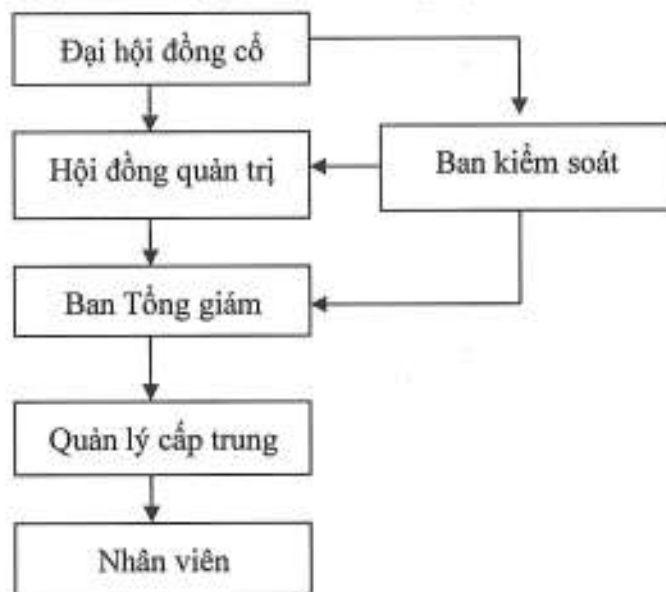 Đại hội đồng cổ
Hội đồng quản trị
Ban kiểm soát
Ban Tổng giám
Quản lý cấp trung
Nhân viên